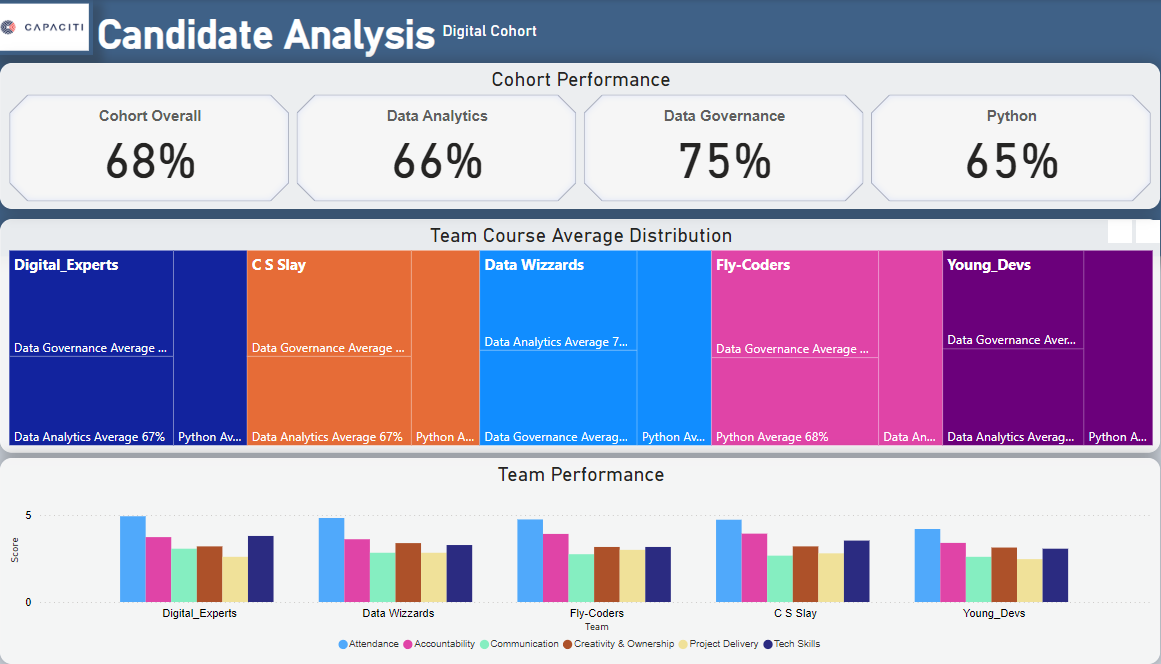 CAPACITI
Candidate Analysis Digital Cohort
Cohort Performance
Cohort Overall
68%
Data Analytics
66%
Data Governance
75%
Python
65%
Team Course Average Distribution
Digital_Experts
Data Governance Average ...
Data Analytics Average 67%
Python Av...
C S Slay
Data Governance Average ...
Data Analytics Average 67%
Python A...
Data Wizzards
Data Analytics Average 7...
Data Governance Averag...
Python Av...
Fly-Coders
Data Governance Average ...
Python Average 68%
Data An...
Young_Devs
Data Governance Aver...
Data Analytics Averag...
Python A...
Team Performance
5
Score
0
Digital_Experts
Data Wizzards
Fly-Coders
C S Slay
Young_Devs
Team
Attendance Accountability Communication Creativity & Ownership Project Delivery Tech Skills